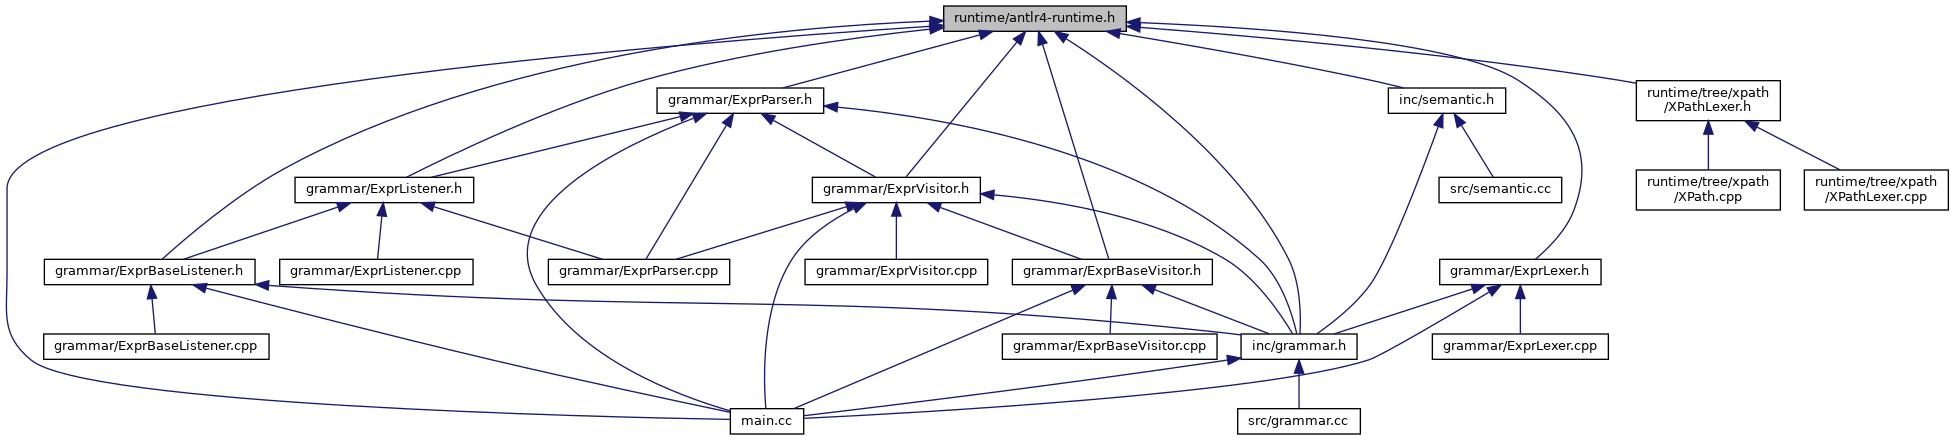 runtime/antlr4-runtime.h
grammar/ExprParser.h
inc/semantic.h
runtime/tree/xpath
/XPathLexer.h
grammar/ExprListener.h
grammar/ExprVisitor.h
src/semantic.cc
runtime/tree/xpath
/XPath.cpp
runtime/tree/xpath
/XPathLexer.cpp
grammar/ExprBaseListener.h
grammar/ExprListener.cpp
grammar/ExprParser.cpp
grammar/ExprVisitor.cpp
grammar/ExprBaseVisitor.h
grammar/ExprLexer.h
grammar/ExprBaseListener.cpp
grammar/ExprBaseVisitor.cpp
inc/grammar.h
grammar/ExprLexer.cpp
main.cc
src/grammar.cc